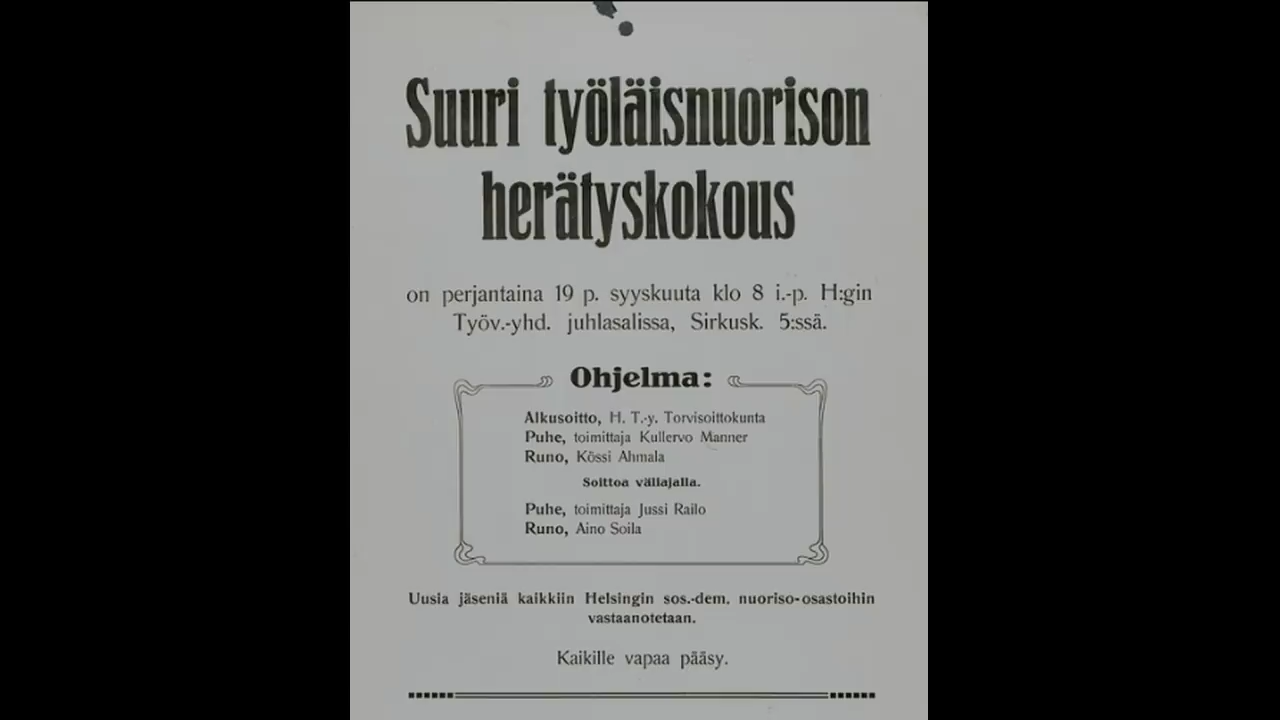 Suuri työläisnuorison
herätyskokous
on perjantaina 19 p. syyskuuta klo 8 i.-p. H:gin
Työv.-yhd. juhlasalissa, Sirkusk. 5:ssä.
Ohjelma:
Alkusoitto, H. T.-y. Torvisoittokunta
Puhe, toimittaja Kullervo Manner
Runo, Kössi Ahmala
Soittoa väliajalla.
Puhe, toimittaja Jussi Railo
Runo, Aino Soila
Uusia jäseniä kaikkiin Helsingin sos.-dem. nuoriso-osastoihin
vastaanotetaan.
Kaikille vapaa pääsy.